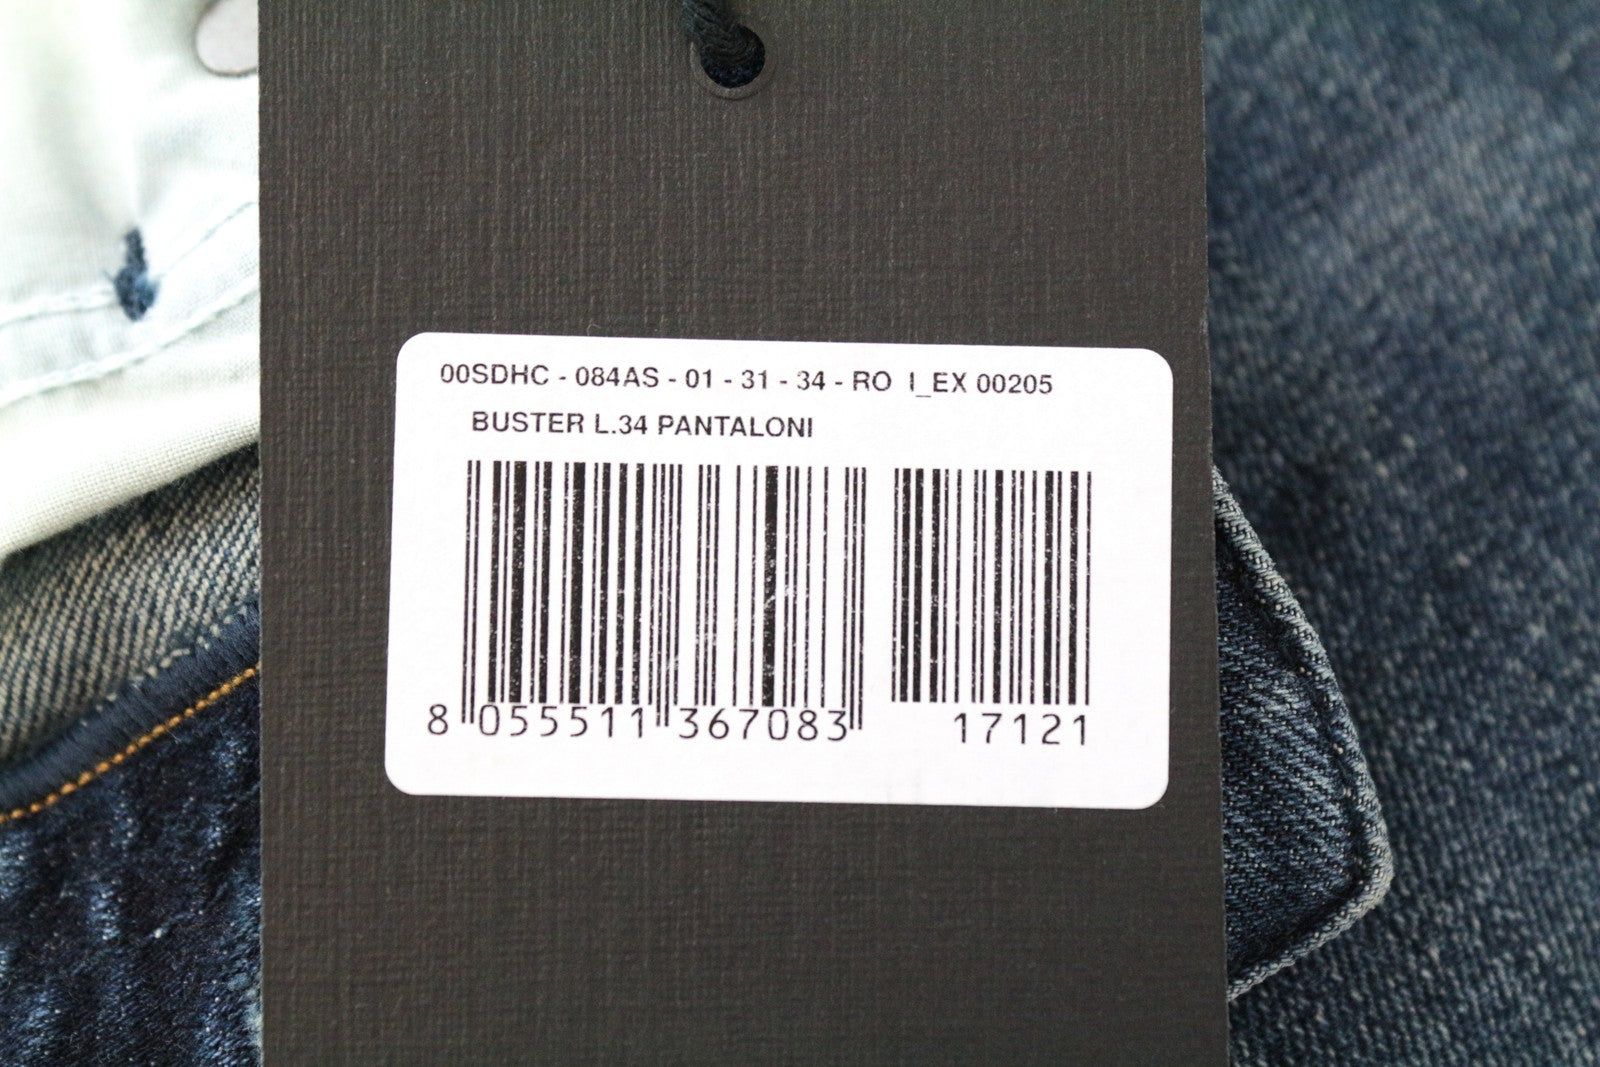 00SDHC - 084AS - 01 - 31 - 34 - RO I_EX 00205
BUSTER L.34 PANTALONI
8 055511 367083 17121